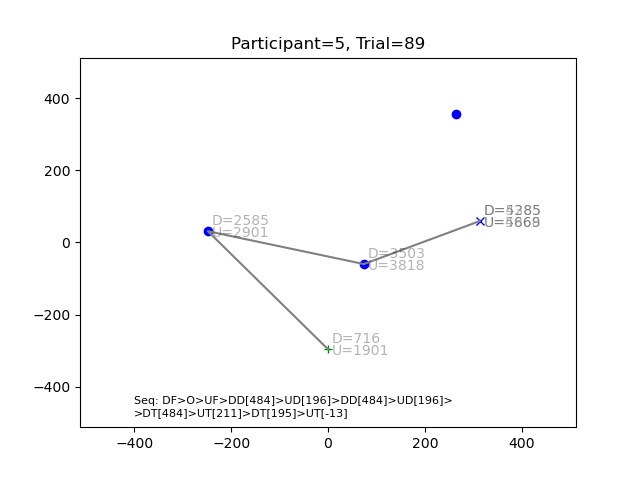 Participant=5, Trial=89
400
200
0
−200
−400
D=2585
U=2901
D=3503
U=3818
D=716
U=1901
Seq: DF>O>UF>DD[484]>UD[196]>DD[484]>UD[196]>
>DT[484]>UT[211]>DT[195]>UT[-13]
−400
−200
0
200
400